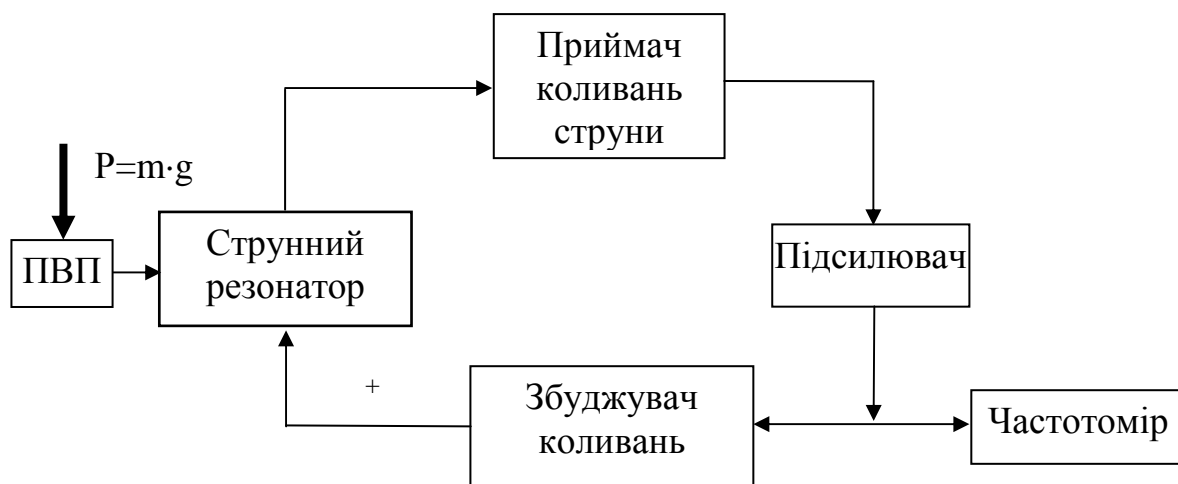 Приймач
коливань
струни
P=m·g
ПВП
Струнний
резонатор
Підсилювач
+
Збуджувач
коливань
Частотомір